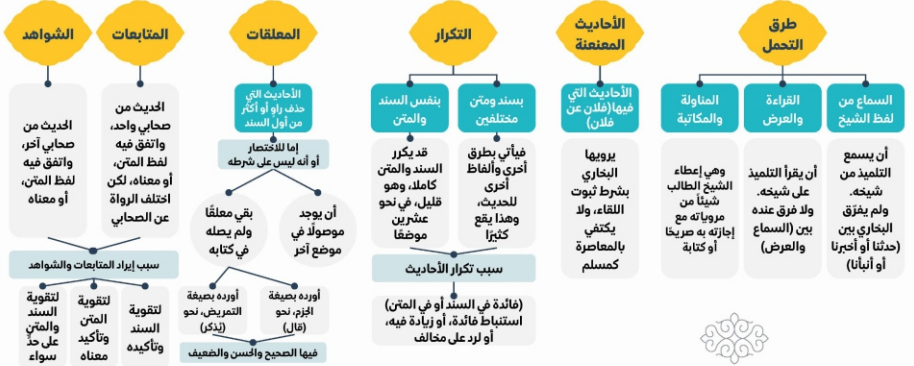 طرق
التحمل
السماع من
لفظ الشيخ
أن يسمع
التلميذ من
شيخه.
ولم يفرّق
البخاري بين
(حدثنا أو أخبرنا
أو أنبأنا)
القراءة
والعرض
أن يقرأ التلميذ
على شيخه.
ولا فرق عنده
بين (السماع
والعرض)
المناولة
والمكاتبة
وهي إعطاء
الشيخ الطالب
شيئاً من
مروياته مع
إجازته به صريحًا
أو كتابة
الأحاديث
المعنعنة
الأحاديث التي
فيها(فلان عن
فلان)
يرويها
البخاري
بشرط ثبوت
اللقاء، ولا
يكتفي
بالمعاصرة
كمسلم
التكرار
بسند ومتن
مختلفين
فيأتي بطرق
أخرى وألفاظ
أخرى
للحديث،
وهذا يقع
كثيرًا
بنفس السند
والمتن
قد يكرر
السند والمتن
كاملا، وهو
قليل، في نحو
عشرين
موضعًا
سبب تكرار الأحاديث
(فائدة في السند أو في المتن)
استنباط فائدة، أو زيادة فيه،
أو لرد على مخالف
المعلقات
الأحاديث التي
حذف راوٍ أو أكثر
من أول السند
إما للاختصار
أو أنه ليس على شرطه
أن يوجد
موصولًا في
موضع آخر
بقي معلقًا
ولم يصله
في كتابه
أورده بصيغة
الجزم، نحو
(قال)
أورده بصيغة
التمريض، نحو
(يُذكر)
فيها الصحيح والحسن والضعيف
المتابعات
الحديث من
صحابي واحد،
واتفق فيه
لفظ المتن،
أو معناه، لكن
اختلف الرواة
عن الصحابي
الشواهد
الحديث من
صحابي آخر،
واتفق فيه
لفظ المتن،
أو معناه
سبب إيراد المتابعات والشواهد
لتقوية
السند
وتأكيده
لتقوية
المتن
وتأكيد
معناه
لتقوية
السند
والمتن
على حدٍّ
سواء